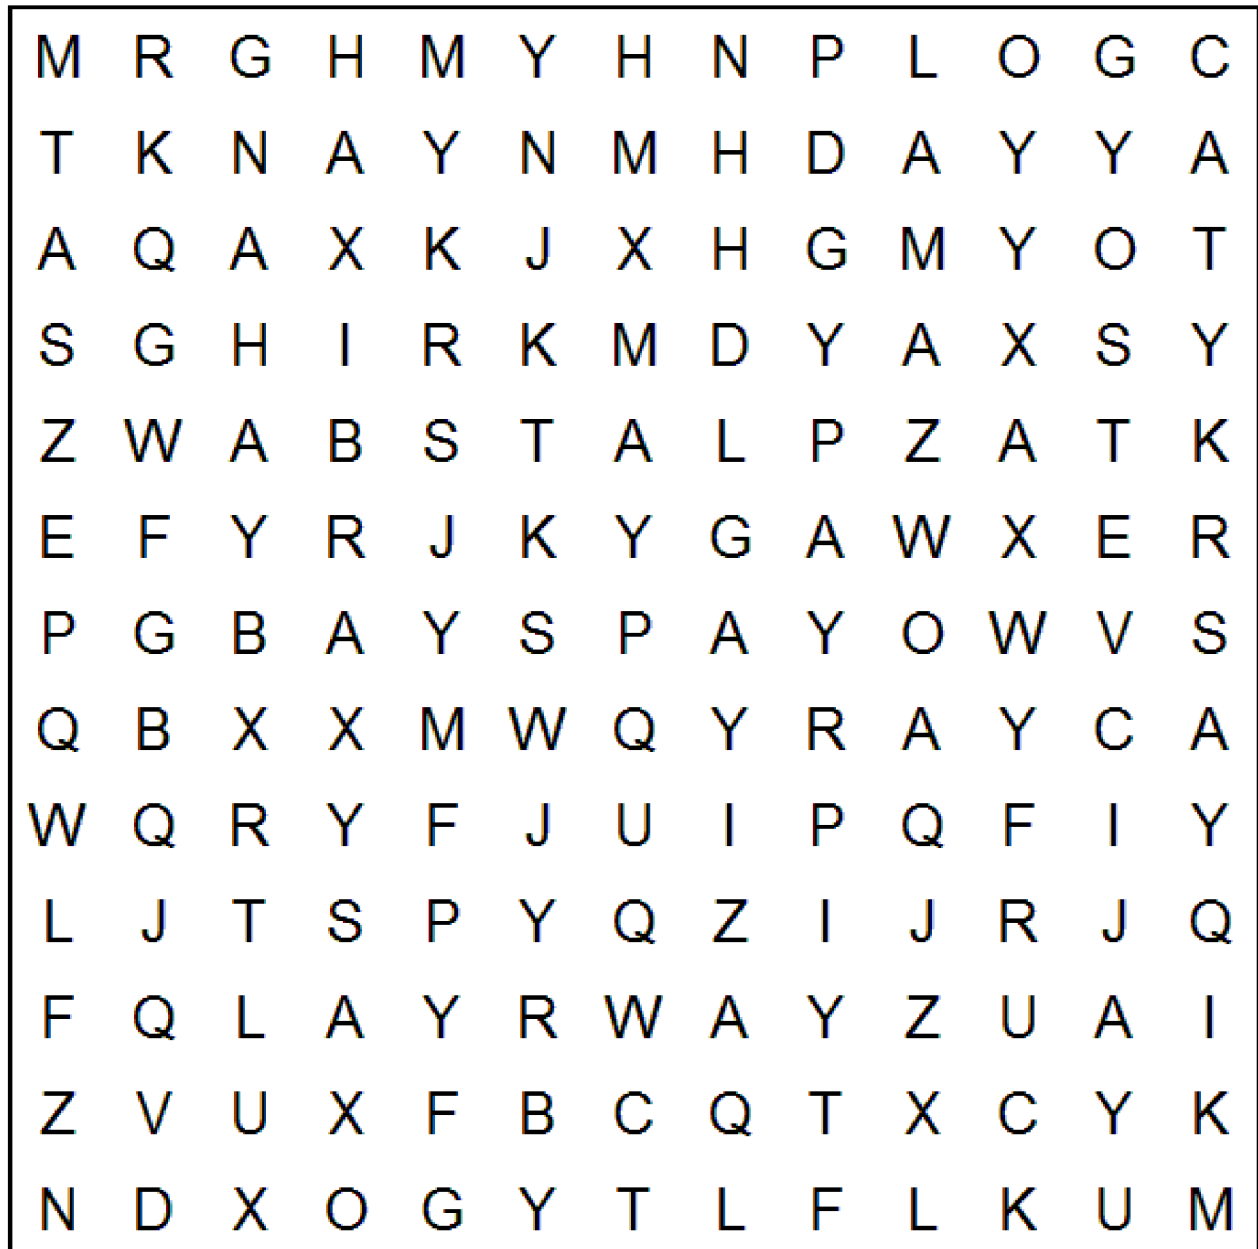 M R G H M Y H N P L O G C
T K N A Y N M H D A Y Y A
A Q A X K J X H G M Y O T
S G H I R K M D Y A X S Y
Z W A B S T A L P Z A T K
E F Y R J K Y G A W X E R
P G B A Y S P A Y O W V S
Q B X X M W Q Y R A Y C A
W Q R Y F J U I P Q F I Y
L J T S P Y Q Z I J R J Q
F Q L A Y R W A Y Z U A I
Z V U X F B C Q T X C Y K
N D X O G Y T L F L K U M